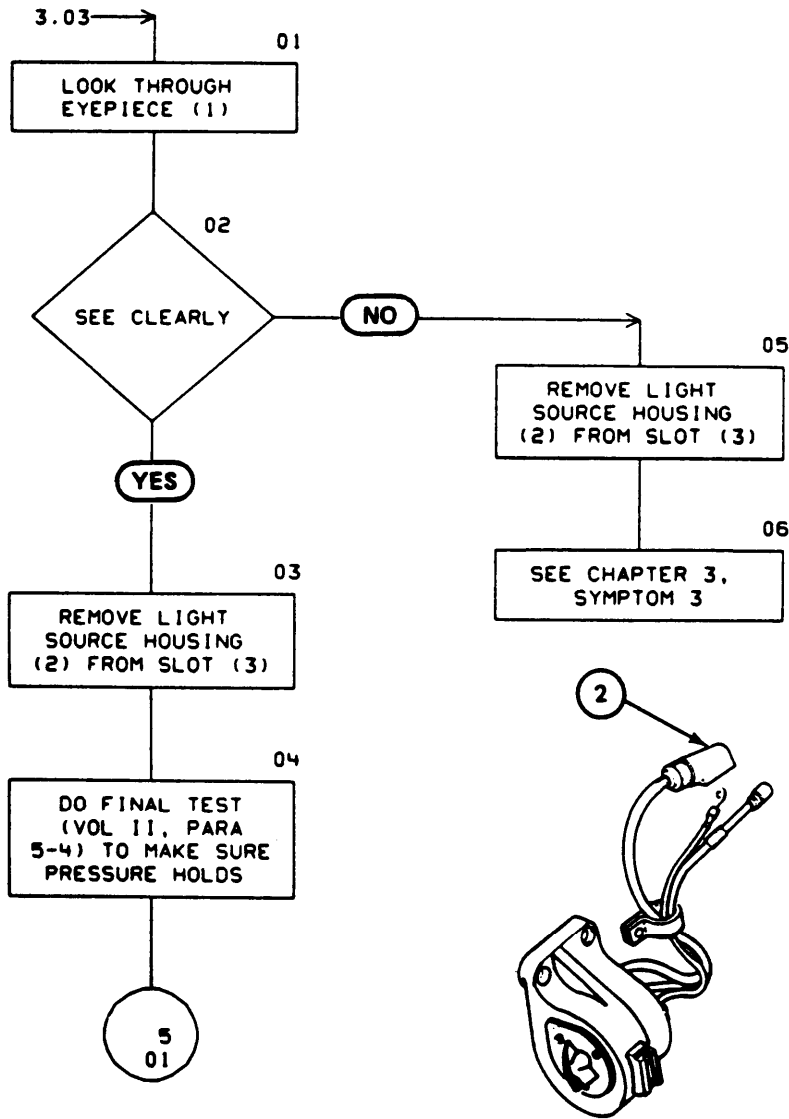 3.03
01
LOOK THROUGH
EYEPIECE (1)
02
SEE CLEARLY
NO
YES
05
REMOVE LIGHT
SOURCE HOUSING
(2) FROM SLOT (3)
06
SEE CHAPTER 3,
SYMPTOM 3
03
REMOVE LIGHT
SOURCE HOUSING
(2) FROM SLOT (3)
04
DO FINAL TEST
(VOL II, PARA
5-4) TO MAKE SURE
PRESSURE HOLDS
5
01
2